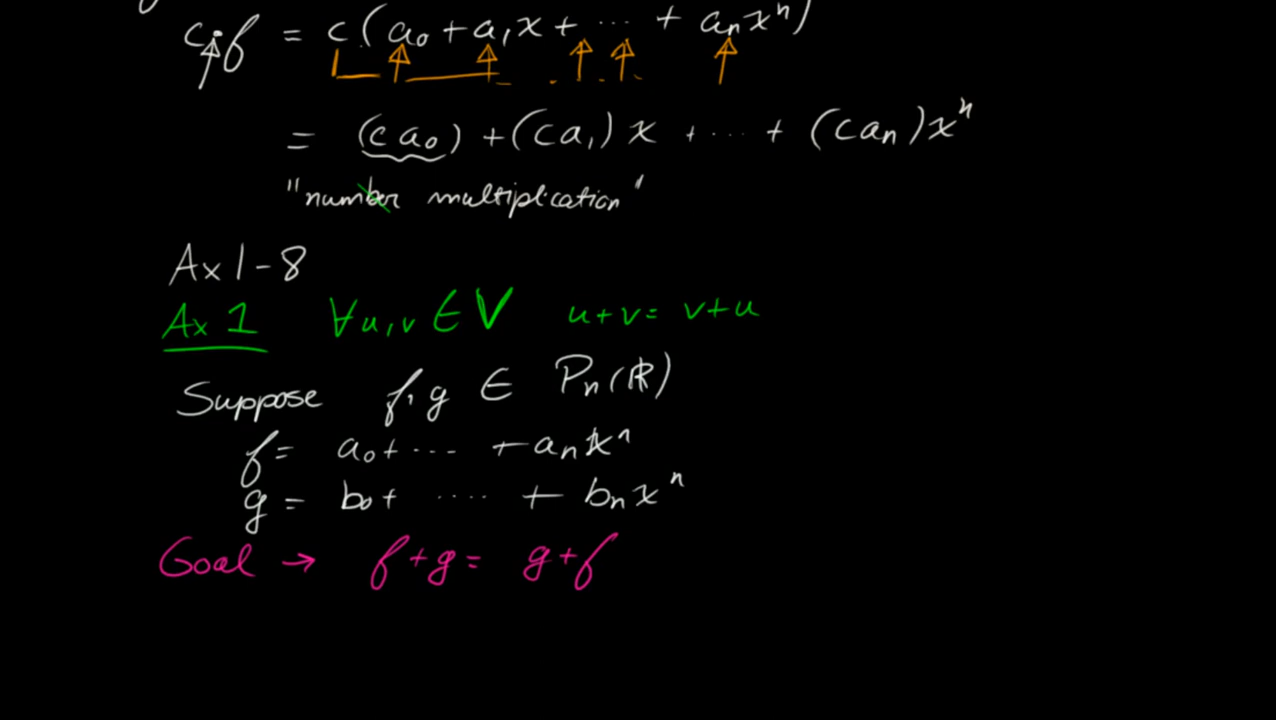 c·f = c(a₀ + a₁x + ... + aₙxⁿ)
= (ca₀) + (ca₁)x + ... + (caₙ)xⁿ
"number multiplication"
Ax 1-8
Ax 1 ∀u,v ∈ V u+v = v+u
Suppose f,g ∈ Pₙ(ℝ)
f = a₀ + ... + aₙxⁿ
g = b₀ + .... + bₙxⁿ
Goal → f+g = g+f